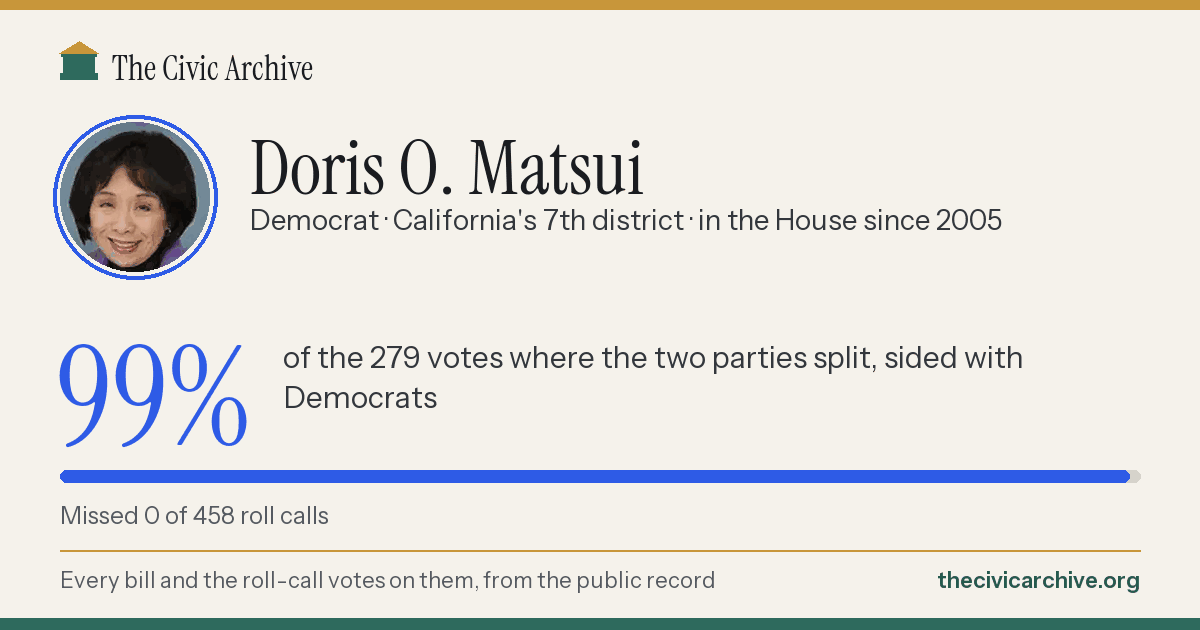 The Civic Archive
Doris O. Matsui
Democrat · California's 7th district · in the House since 2005
99%
of the 279 votes where the two parties split, sided with
Democrats
Missed 0 of 458 roll calls
Every bill and the roll-call votes on them, from the public record
thecivicarchive.org